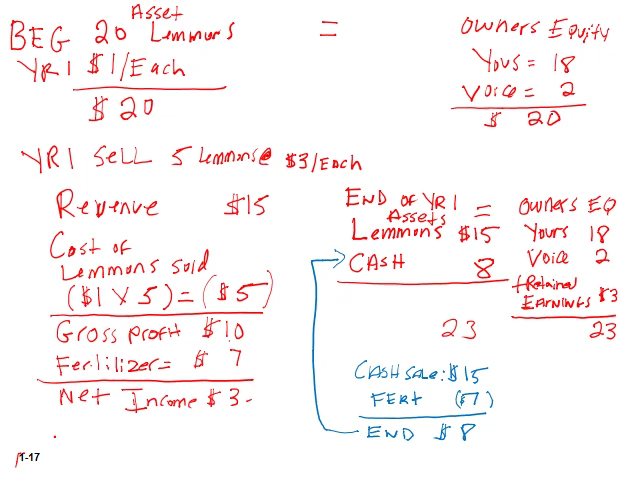 Asset
BEG 20 Lemmons =
YR1 $1/Each
$ 20
Owners Equity
Yours = 18
Voice = 2
$ 20
YR1 Sell 5 Lemmons @ $3/Each
Revenue $15
Cost of
Lemmons sold
($1 X 5) = ($5)
Gross profit $10
Fertilizer = $ 7
Net Income $3
END OF YR1 = Owners EQ
Assets
Lemmons $15 Yours 18
CASH 8 Voice 2
+Retained
EARNINGS $3
23 23
CASH Sale: $15
FERT ($7)
END $8
1-17